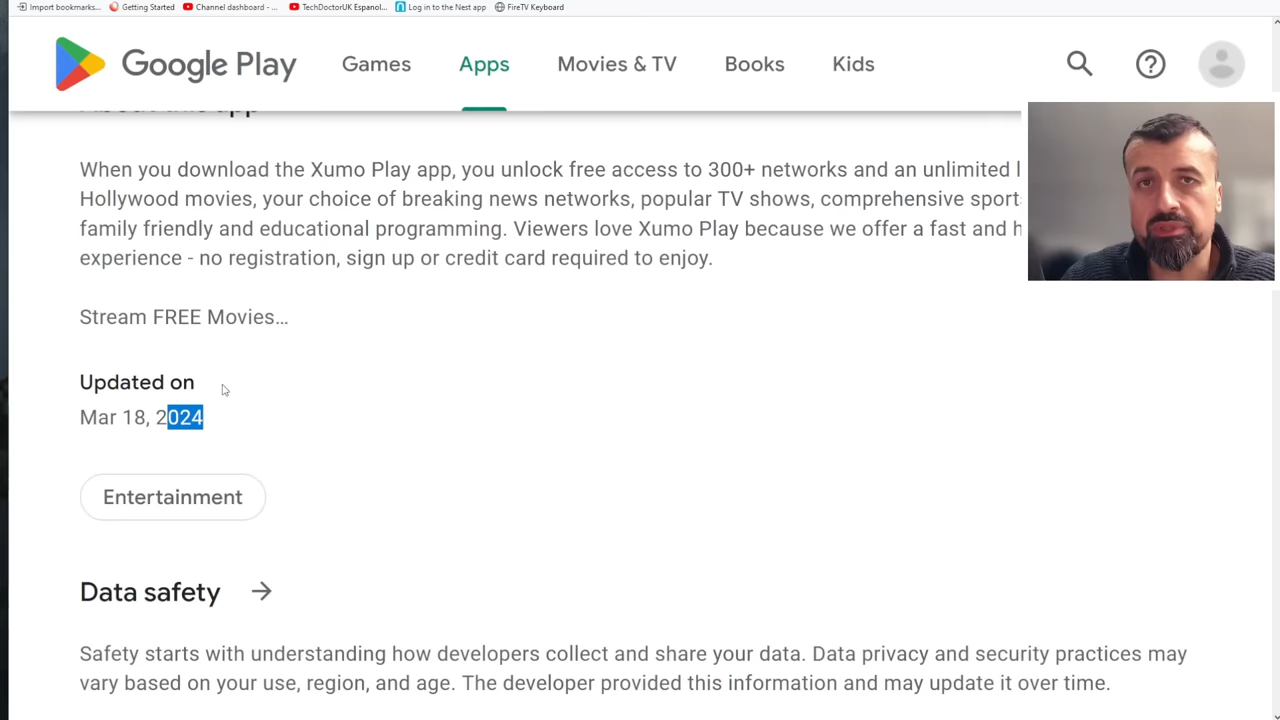 Import bookmarks...
Getting Started
Channel dashboard - ...
TechDoctorUK Espanol...
Log in to the Nest app
FireTV Keyboard
Google Play
Games
Apps
Movies & TV
Books
Kids
About this app
When you download the Xumo Play app, you unlock free access to 300+ networks and an unlimited
Hollywood movies, your choice of breaking news networks, popular TV shows, comprehensive sport
family friendly and educational programming. Viewers love Xumo Play because we offer a fast and
experience - no registration, sign up or credit card required to enjoy.
Stream FREE Movies...
Updated on
Mar 18, 2024
Entertainment
Data safety
Safety starts with understanding how developers collect and share your data. Data privacy and security practices may
vary based on your use, region, and age. The developer provided this information and may update it over time.